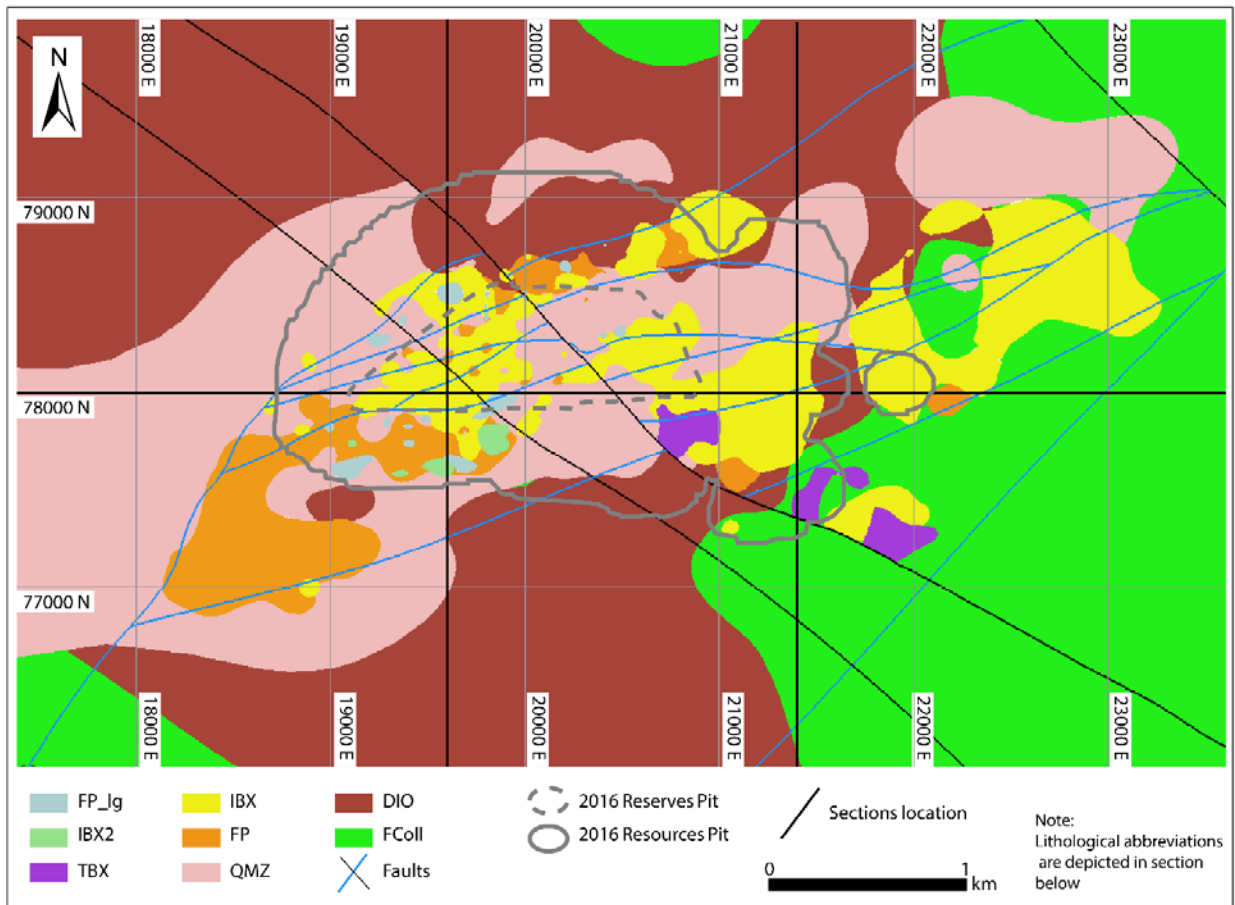 N
18000 E
19000 E
20000 E
21000 E
22000 E
23000 E
79000 N
78000 N
77000 N
18000 E
19000 E
20000 E
21000 E
22000 E
23000 E
FP_lg
IBX
DIO
2016 Reserves Pit
Sections location
Note:
Lithological abbreviations
are depicted in section
below
IBX2
FP
FColl
2016 Resources Pit
TBX
QMZ
Faults
0
1
km